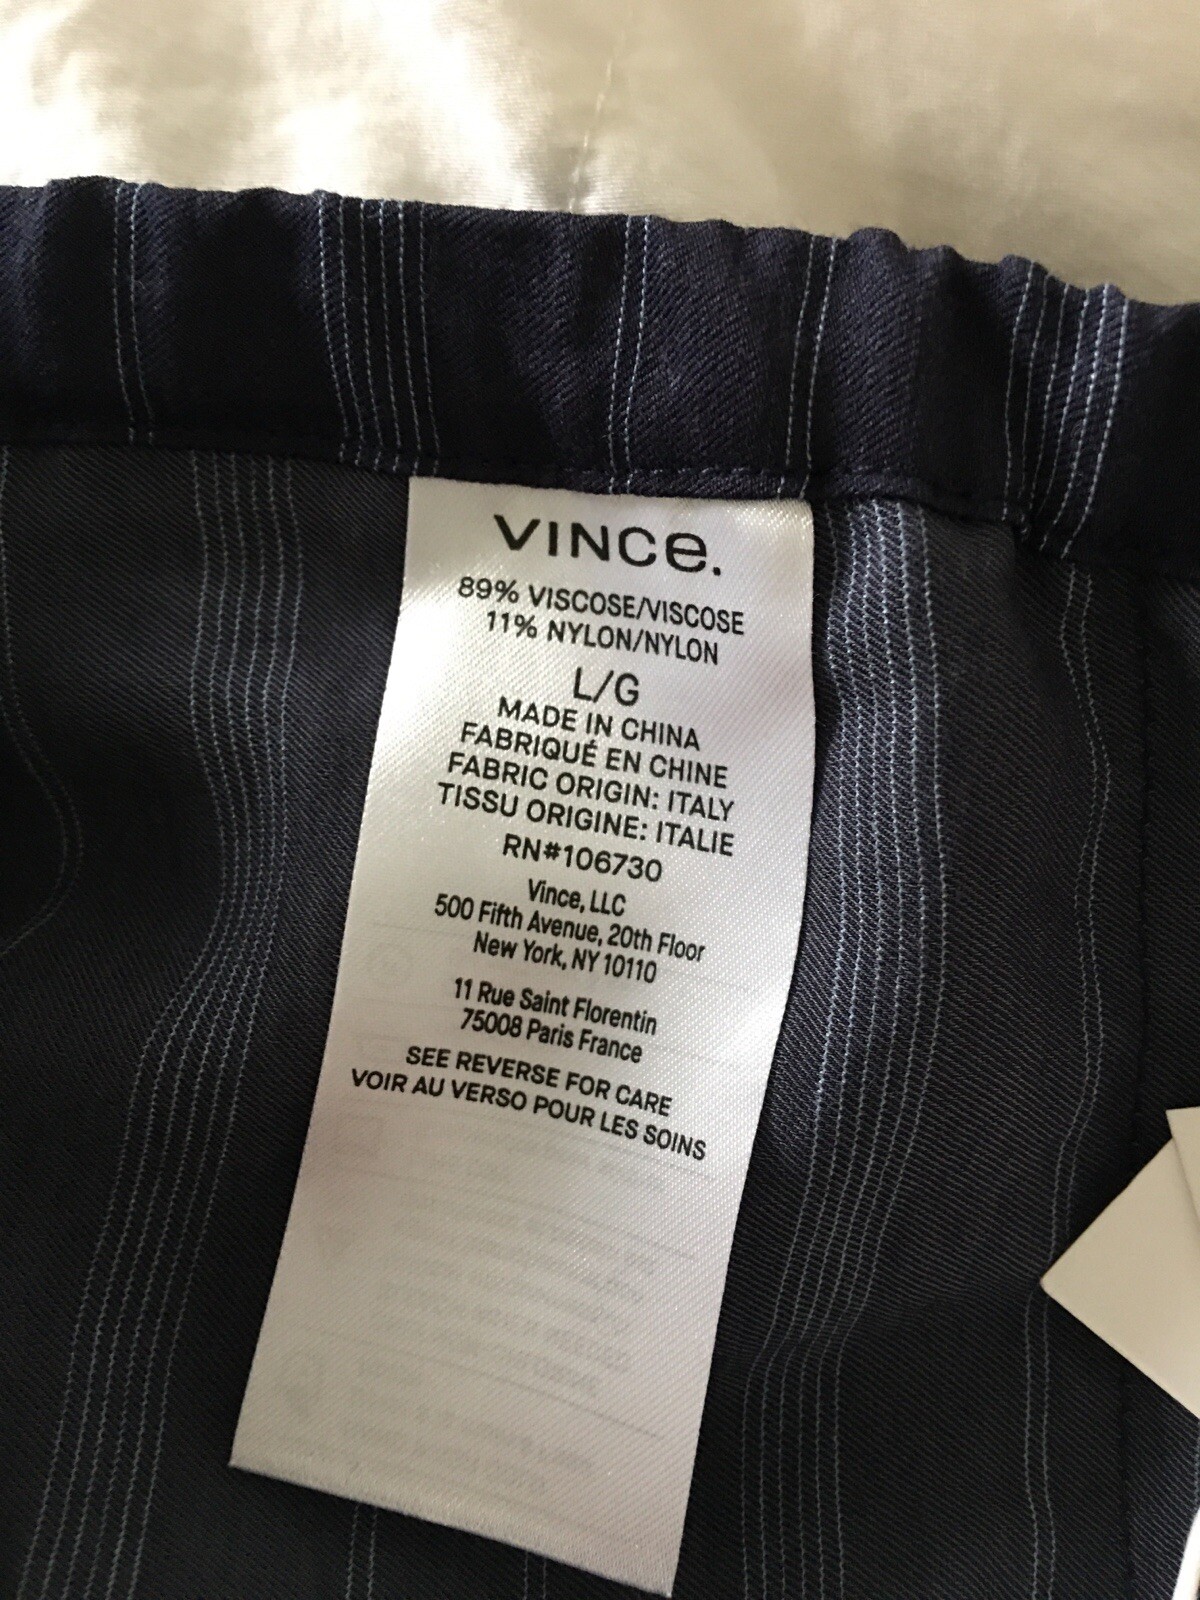 VINCe.
89% VISCOSE/VISCOSE
11% NYLON/NYLON
L/G
MADE IN CHINA
FABRIQUÉ EN CHINE
FABRIC ORIGIN: ITALY
TISSU ORIGINE: ITALIE
RN#106730
Vince, LLC
500 Fifth Avenue, 20th Floor
New York, NY 10110
11 Rue Saint Florentin
75008 Paris France
SEE REVERSE FOR CARE
VOIR AU VERSO POUR LES SOINS